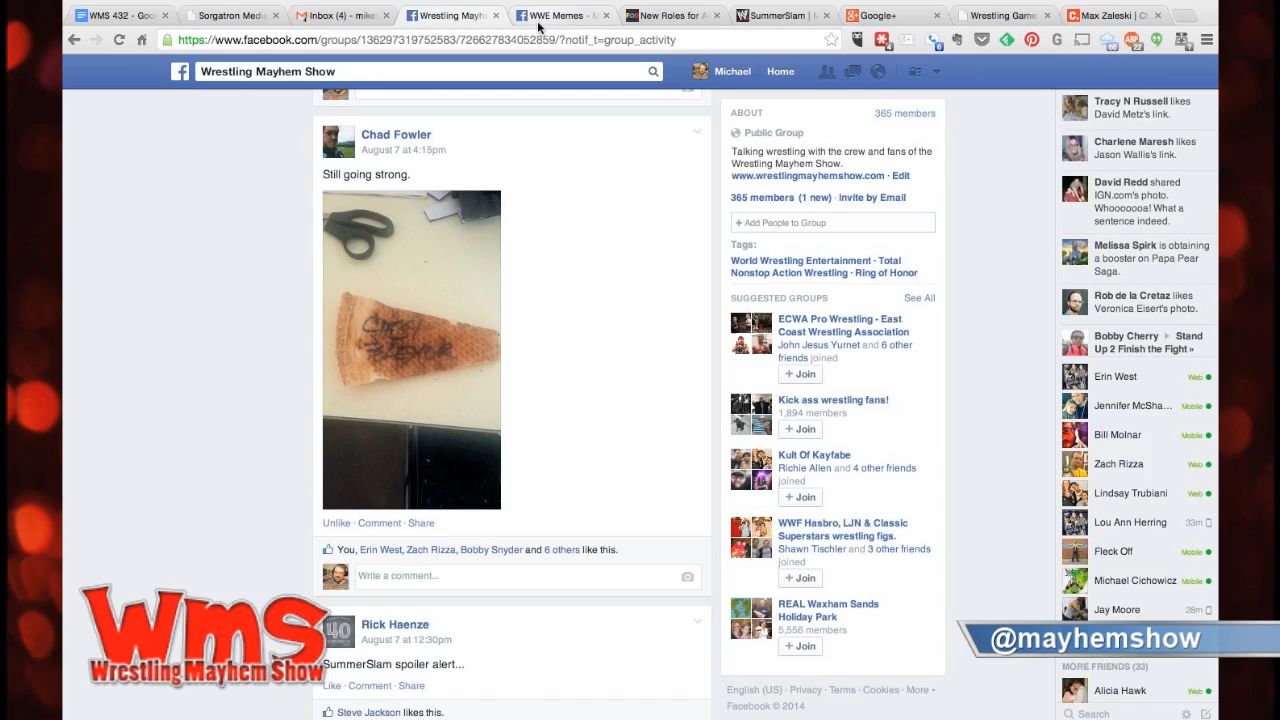 WMS 432 - Goo
Sorgatron Media
Inbox (4) - mike
Wrestling Mayhe
WWE Memes -
New Roles for A
SummerSlam |
Google+
Wrestling Game
Max Zaleski | Ch
https://www.facebook.com/groups/136297319752583/726627834052859/?notif_t=group_activity
Wrestling Mayhem Show
Michael
Home
Chad Fowler
August 7 at 4:15pm
Still going strong.
Unlike · Comment · Share
You, Erin West, Zach Rizza, Bobby Snyder and 6 others like this.
Write a comment...
Rick Haenze
August 7 at 12:30pm
SummerSlam spoiler alert...
Like · Comment · Share
Steve Jackson likes this.
ABOUT
365 members
Public Group
Talking wrestling with the crew and fans of the
Wrestling Mayhem Show.
www.wrestlingmayhemshow.com · Edit
365 members (1 new) · Invite by Email
+ Add People to Group
Tags:
World Wrestling Entertainment · Total
Nonstop Action Wrestling · Ring of Honor
SUGGESTED GROUPS
See All
ECWA Pro Wrestling - East
Coast Wrestling Association
John Jesus Yurnet and 6 other
friends joined
+ Join
Kick ass wrestling fans!
1,894 members
+ Join
Kult Of Kayfabe
Richie Allen and 4 other friends
joined
+ Join
WWF Hasbro, LJN & Classic
Superstars wrestling figs.
Shawn Tischler and 3 other friends
joined
+ Join
REAL Waxham Sands
Holiday Park
5,556 members
+ Join
English (US) · Privacy · Terms · Cookies · More
Facebook © 2014
Tracy N Russell likes
David Metz's link.
Charlene Maresh likes
Jason Wallis's link.
David Redd shared
IGN.com's photo.
Whooooooa! What a
sentence indeed.
Melissa Spirk is obtaining
a booster on Papa Pear
Saga.
Rob de la Cretaz likes
Veronica Eisert's photo.
Bobby Cherry ▸ Stand
Up 2 Finish the Fight »
Erin West Web
Jennifer McSha... Mobile
Bill Molnar Mobile
Zach Rizza Web
Lindsay Trubiani Web
Lou Ann Herring 33m
Fleck Off Mobile
Michael Cichowicz Mobile
Jay Moore 28m
MORE FRIENDS (33)
Alicia Hawk Web
Search
WMS
Wrestling Mayhem Show
@mayhemshow